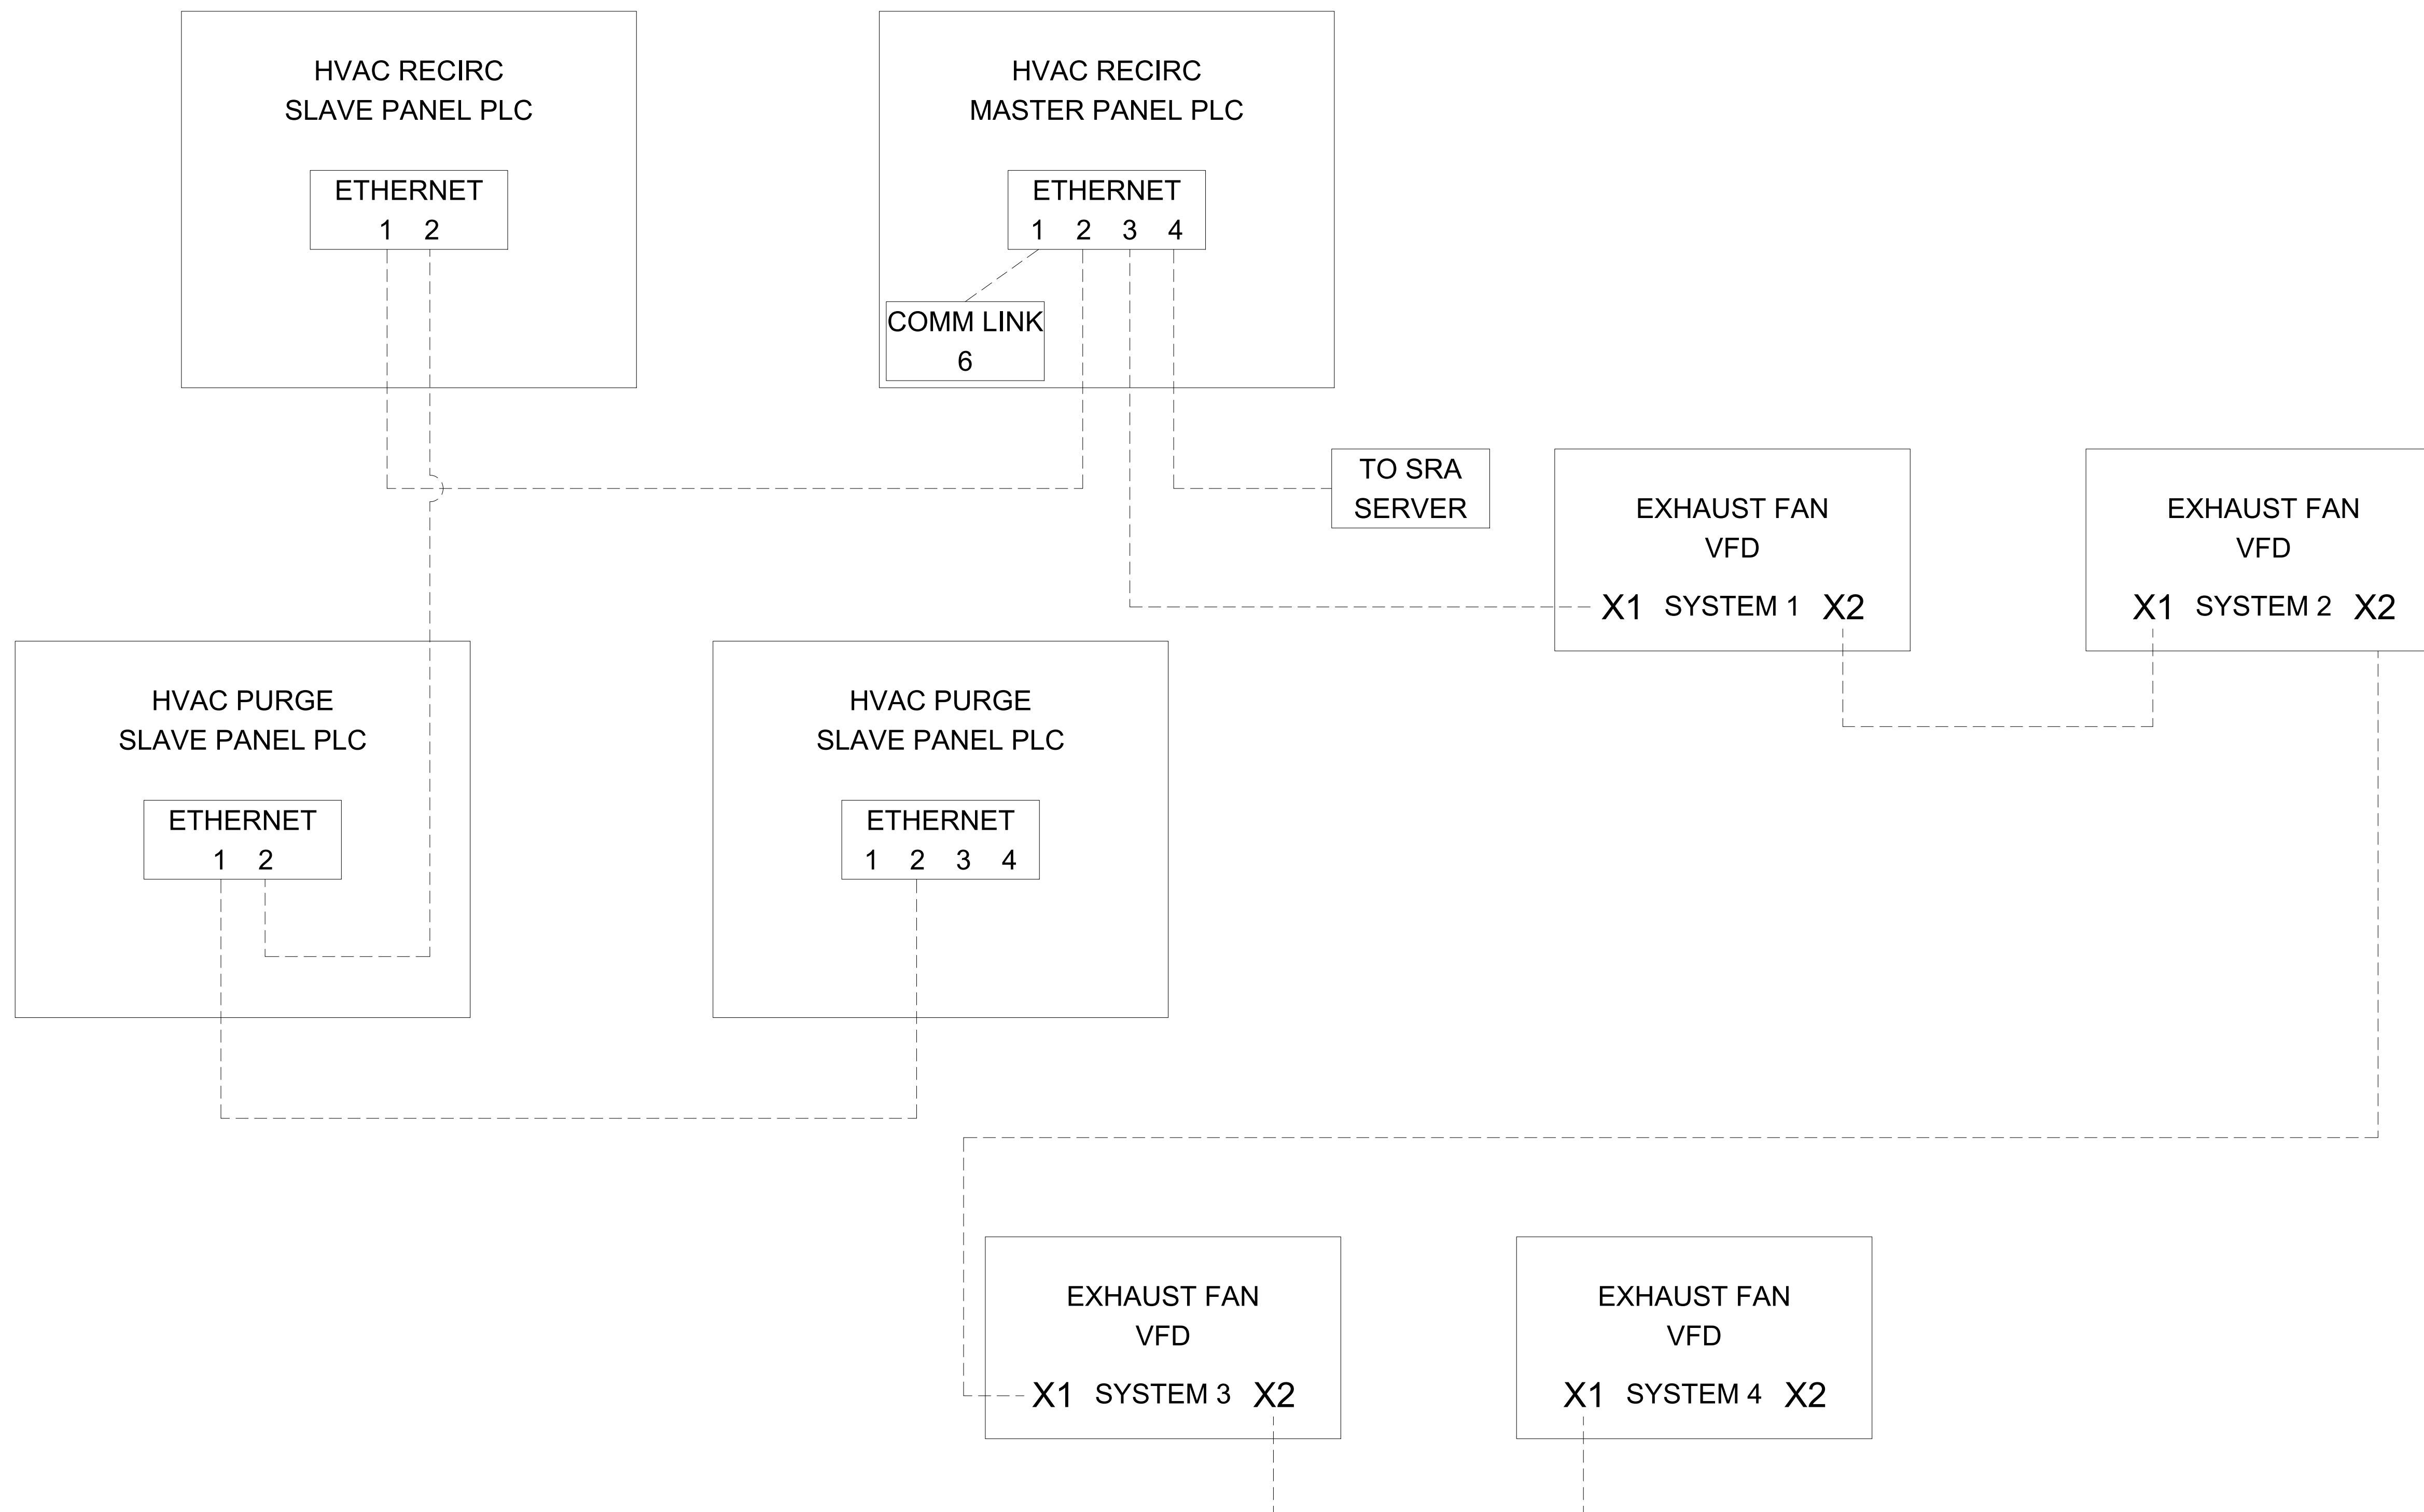 HVAC RECIRC
SLAVE PANEL PLC
ETHERNET
1 2
HVAC RECIRC
MASTER PANEL PLC
ETHERNET
1 2 3 4
COMM LINK
6
TO SRA
SERVER
EXHAUST FAN
VFD
X1 SYSTEM 1 X2
EXHAUST FAN
VFD
X1 SYSTEM 2 X2
HVAC PURGE
SLAVE PANEL PLC
ETHERNET
1 2
HVAC PURGE
SLAVE PANEL PLC
ETHERNET
1 2 3 4
EXHAUST FAN
VFD
X1 SYSTEM 3 X2
EXHAUST FAN
VFD
X1 SYSTEM 4 X2